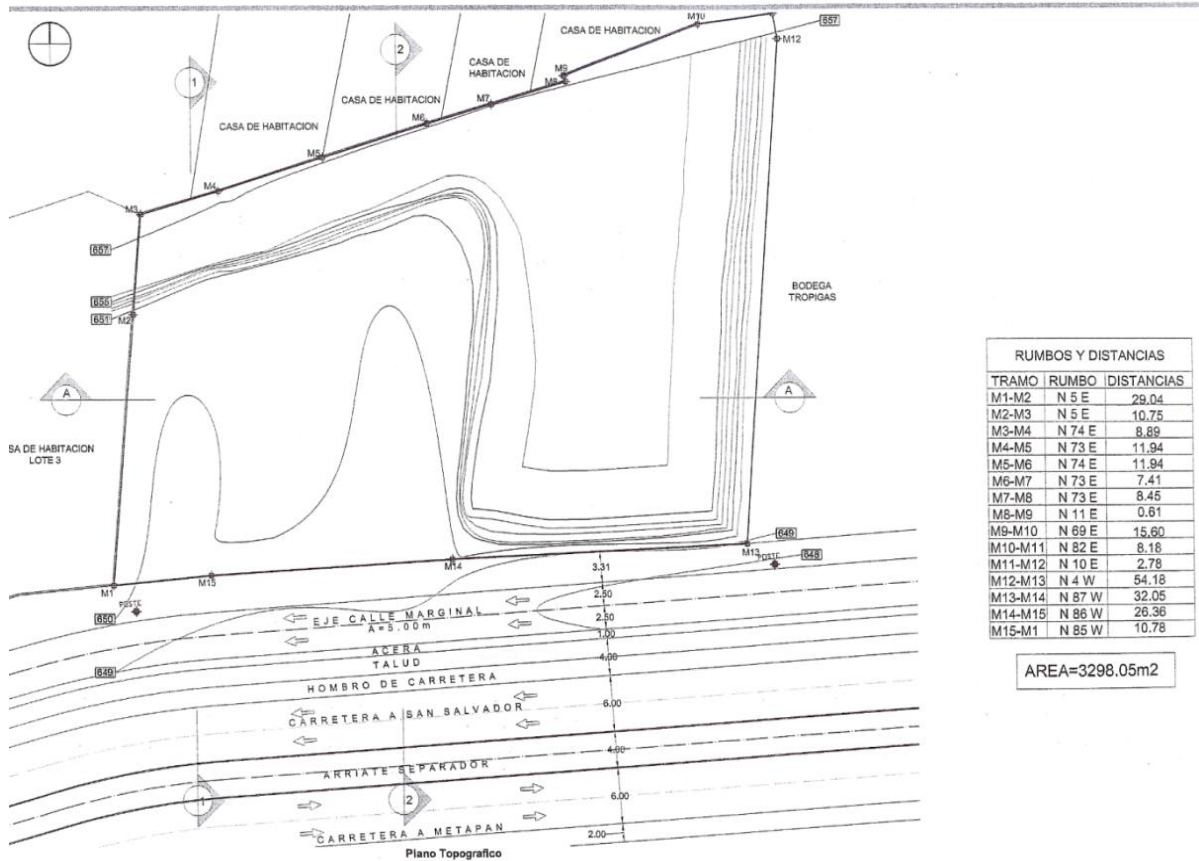 M10
657
M12
CASA DE HABITACION
2
M9
CASA DE
HABITACION
M8
1
CASA DE HABITACION
M7
M6
CASA DE HABITACION
M5
M4
M3
657
655
651
M2
BODEGA
TROPIGAS
A
A
SA DE HABITACION
LOTE 3
RUMBOS Y DISTANCIAS
TRAMO RUMBO DISTANCIAS
M1-M2 N 5 E 29.04
M2-M3 N 5 E 10.75
M3-M4 N 74 E 8.89
M4-M5 N 73 E 11.94
M5-M6 N 74 E 11.94
M6-M7 N 73 E 7.41
M7-M8 N 73 E 8.45
M8-M9 N 11 E 0.61
M9-M10 N 69 E 15.60
M10-M11 N 82 E 8.18
M11-M12 N 10 E 2.78
M12-M13 N 4 W 54.18
M13-M14 N 87 W 32.05
M14-M15 N 86 W 26.36
M15-M1 N 85 W 10.78
AREA=3298.05m2
649
M13
648
POSTE
M14
M15
M1
POSTE
650
649
3.31
2.50
2.50
1.00
4.00
6.00
4.00
6.00
2.00
EJE CALLE MARGINAL
A=5.00m
ACERA
TALUD
HOMBRO DE CARRETERA
CARRETERA A SAN SALVADOR
ARRIATE SEPARADOR
1
2
CARRETERA A METAPAN
Plano Topografico